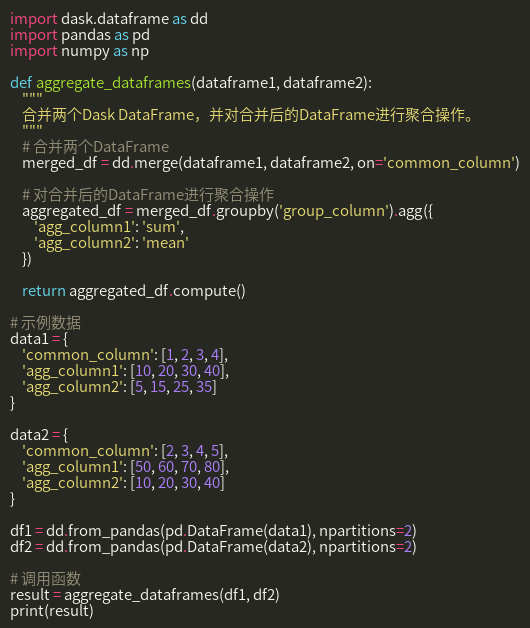 import dask.dataframe as dd
import pandas as pd
import numpy as np

def aggregate_dataframes(dataframe1, dataframe2):
    """
    合并两个Dask DataFrame，并对合并后的DataFrame进行聚合操作。
    """
    # 合并两个DataFrame
    merged_df = dd.merge(dataframe1, dataframe2, on='common_column')

    # 对合并后的DataFrame进行聚合操作
    aggregated_df = merged_df.groupby('group_column').agg({
        'agg_column1': 'sum',
        'agg_column2': 'mean'
    })

    return aggregated_df.compute()

# 示例数据
data1 = {
    'common_column': [1, 2, 3, 4],
    'agg_column1': [10, 20, 30, 40],
    'agg_column2': [5, 15, 25, 35]
}

data2 = {
    'common_column': [2, 3, 4, 5],
    'agg_column1': [50, 60, 70, 80],
    'agg_column2': [10, 20, 30, 40]
}

df1 = dd.from_pandas(pd.DataFrame(data1), npartitions=2)
df2 = dd.from_pandas(pd.DataFrame(data2), npartitions=2)

# 调用函数
result = aggregate_dataframes(df1, df2)
print(result)